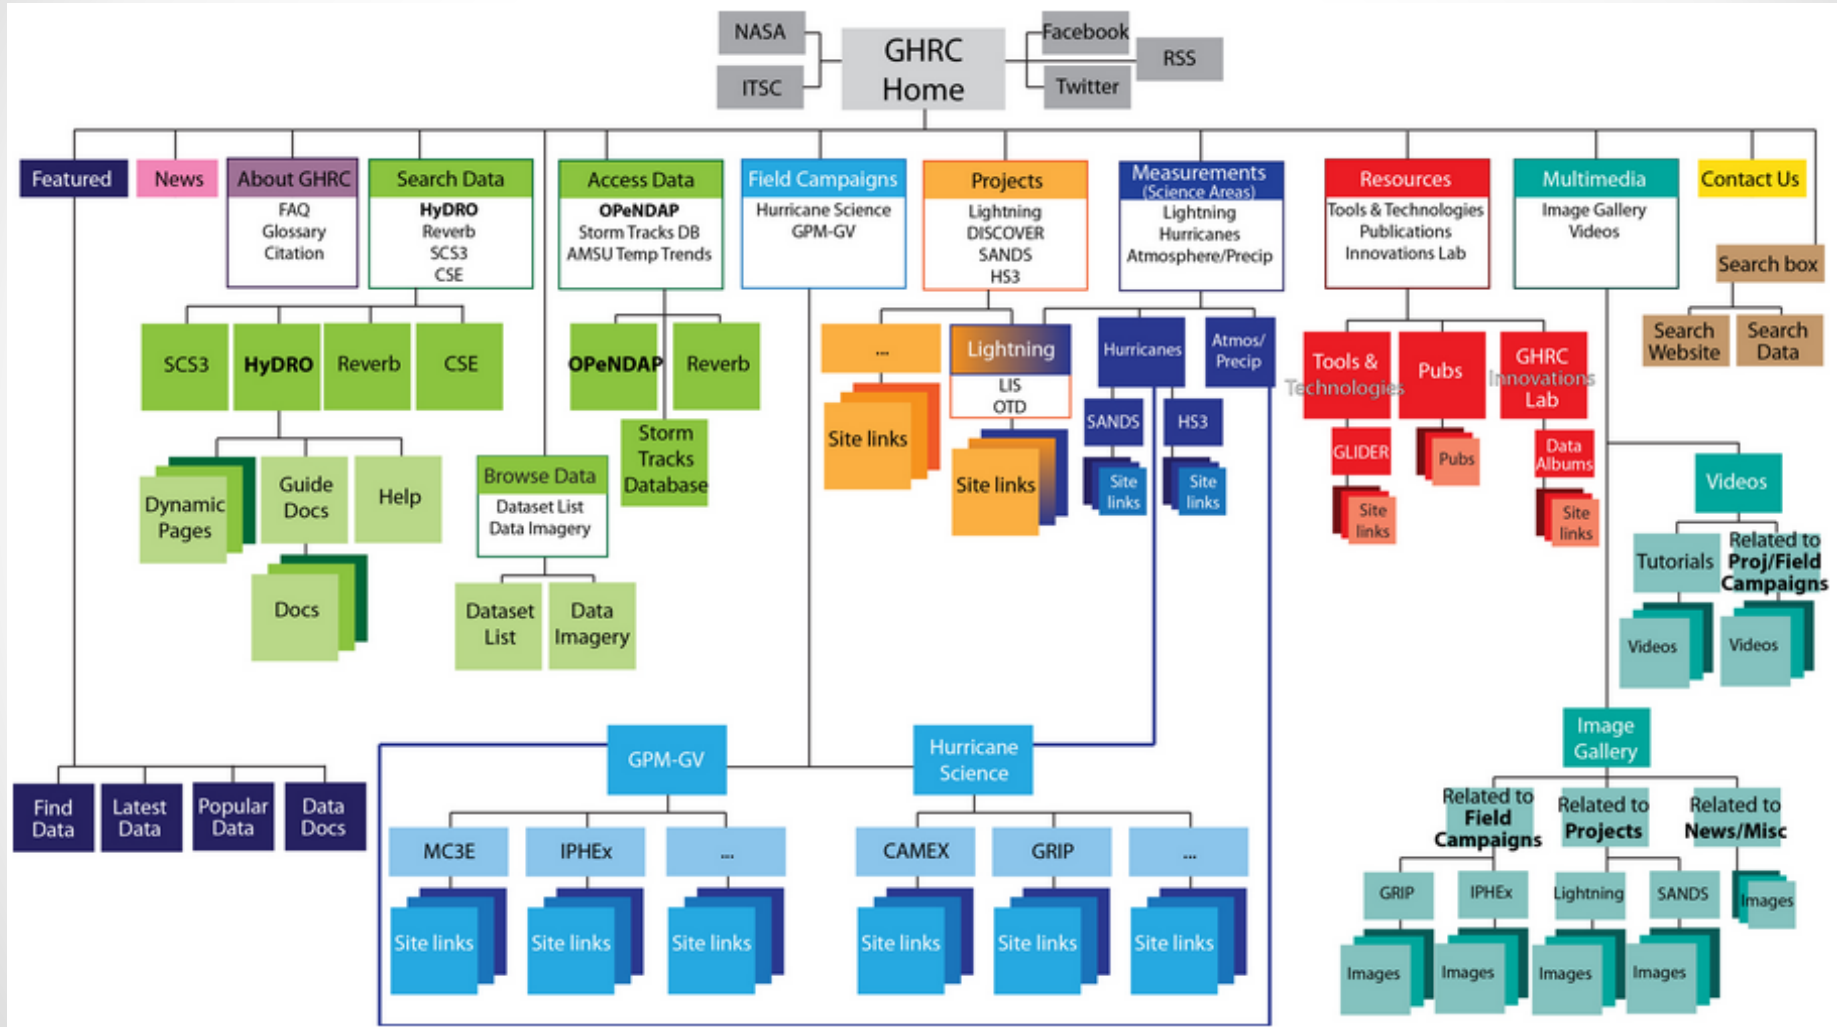 NASA
ITSC
GHRC
Home
Facebook
Twitter
RSS
Featured
News
About GHRC
FAQ
Glossary
Citation
Search Data
HyDRO
Reverb
SCS3
CSE
Access Data
OPeNDAP
Storm Tracks DB
AMSU Temp Trends
Field Campaigns
Hurricane Science
GPM-GV
Projects
Lightning
DISCOVER
SANDS
HS3
Measurements
(Science Areas)
Lightning
Hurricanes
Atmosphere/Precip
Resources
Tools & Technologies
Publications
Innovations Lab
Multimedia
Image Gallery
Videos
Contact Us
Search box
Search
Website
Search
Data
SCS3
HyDRO
Reverb
CSE
OPeNDAP
Reverb
Storm
Tracks
Database
...
Site links
Lightning
LIS
OTD
Site links
Hurricanes
Atmos/
Precip
SANDS
HS3
Site
links
Site
links
Tools &
Technologies
Pubs
GHRC
Innovations
Lab
GLIDER
Pubs
Data
Albums
Site
links
Site
links
Dynamic
Pages
Guide
Docs
Help
Docs
Browse Data
Dataset List
Data Imagery
Dataset
List
Data
Imagery
Videos
Tutorials
Related to
Proj/Field
Campaigns
Videos
Videos
Find
Data
Latest
Data
Popular
Data
Data
Docs
GPM-GV
Hurricane
Science
MC3E
IPHEx
...
CAMEX
GRIP
...
Site links
Site links
Site links
Site links
Site links
Site links
Image
Gallery
Related to
Field
Campaigns
Related to
Projects
Related to
News/Misc
GRIP
IPHEx
Lightning
SANDS
Images
Images
Images
Images
Images